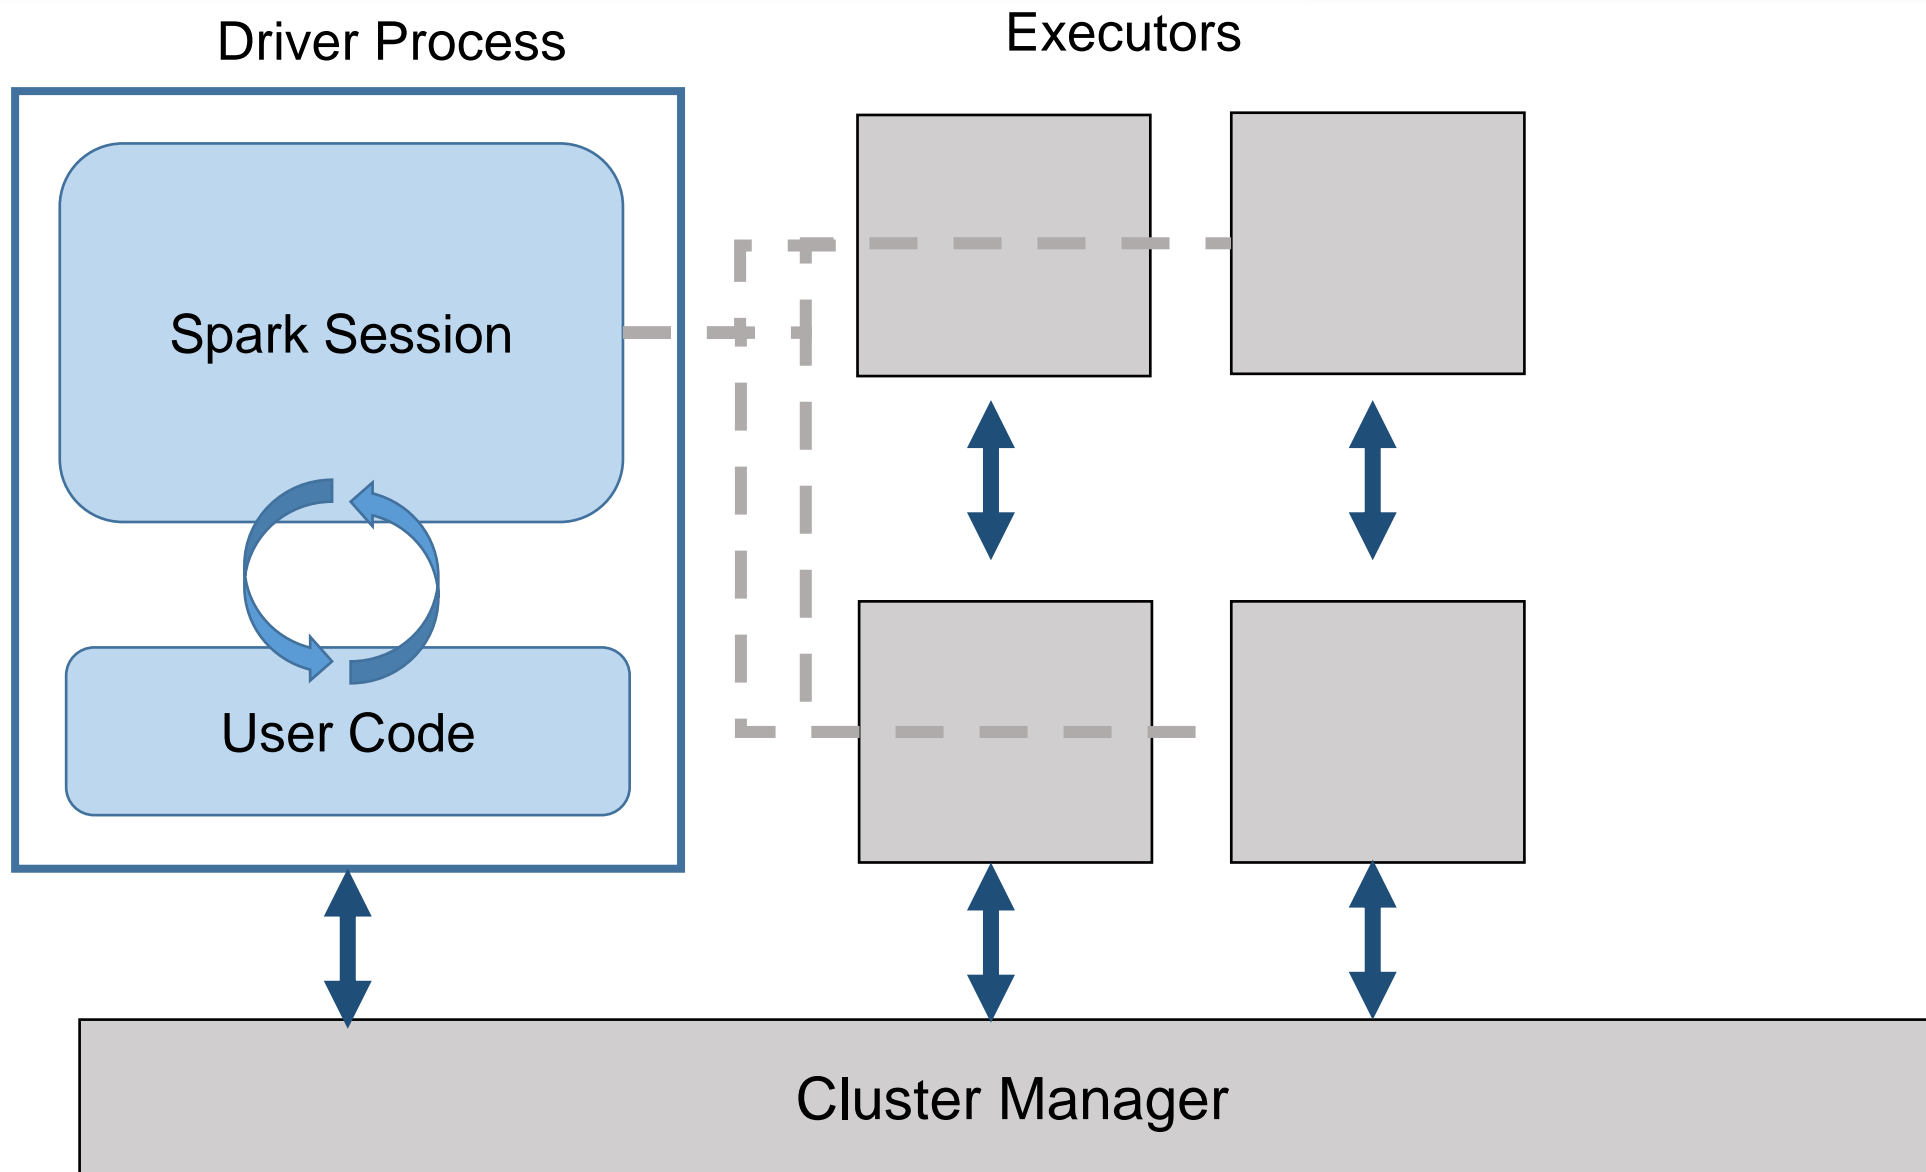 Driver Process
Executors
Spark Session
User Code
Cluster Manager